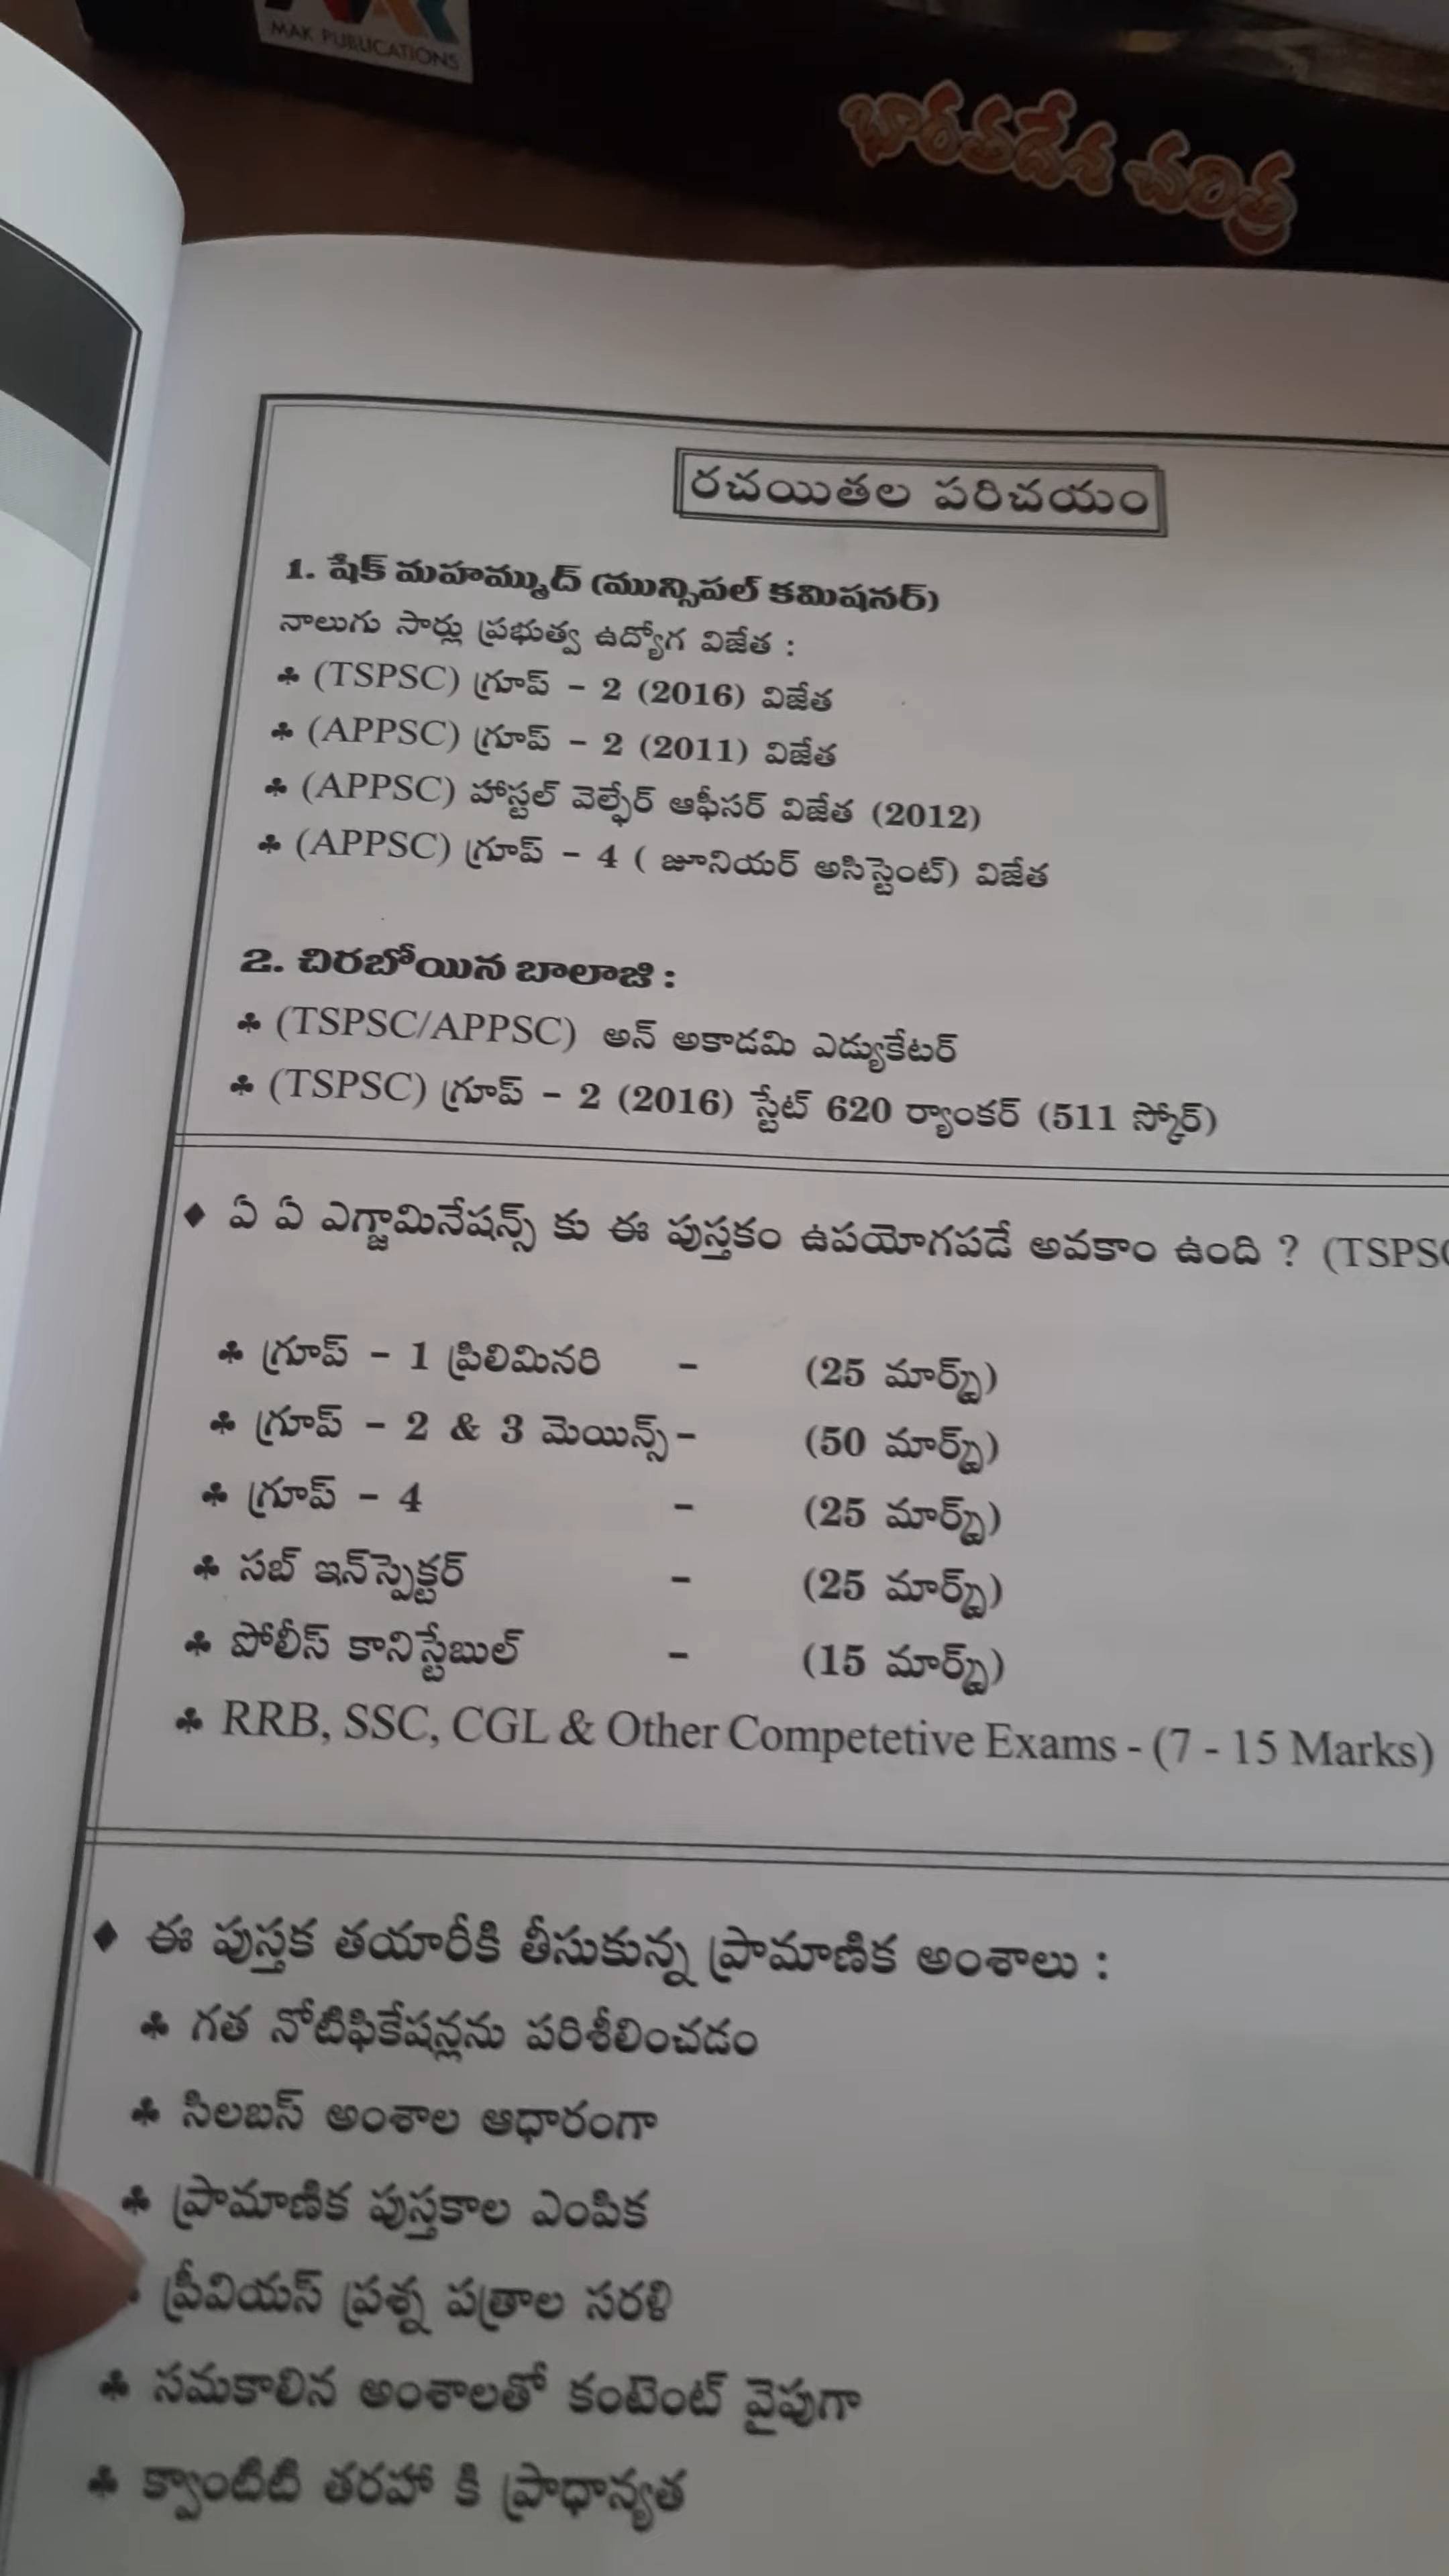 MAK PUBLICATIONS
భారతదేశ చరిత్ర
రచయితల పరిచయం
1. షేక్ మహమ్ముద్ (మున్సిపల్ కమిషనర్)
నాలుగు సార్లు ప్రభుత్వ ఉద్యోగ విజేత :
♣ (TSPSC) గ్రూప్ - 2 (2016) విజేత
♣ (APPSC) గ్రూప్ - 2 (2011) విజేత
♣ (APPSC) హాస్టల్ వెల్ఫేర్ ఆఫీసర్ విజేత (2012)
♣ (APPSC) గ్రూప్ - 4 ( జూనియర్ అసిస్టెంట్) విజేత
2. చిరబోయిన బాలాజి :
♣ (TSPSC/APPSC) అన్ అకాడమి ఎడ్యుకేటర్
♣ (TSPSC) గ్రూప్ - 2 (2016) స్టేట్ 620 ర్యాంకర్ (511 స్కోర్)
♦ ఏ ఏ ఎగ్జామినేషన్స్ కు ఈ పుస్తకం ఉపయోగపడే అవకాం ఉంది ? (TSPSC
♣ గ్రూప్ - 1 ప్రిలిమినరి - (25 మార్క్స్)
♣ గ్రూప్ - 2 & 3 మెయిన్స్ - (50 మార్క్స్)
♣ గ్రూప్ - 4 - (25 మార్క్స్)
♣ సబ్ ఇన్‌స్పెక్టర్ - (25 మార్క్స్)
♣ పోలీస్ కానిస్టేబుల్ - (15 మార్క్స్)
♣ RRB, SSC, CGL & Other Competetive Exams - (7 - 15 Marks)
♦ ఈ పుస్తక తయారీకి తీసుకున్న ప్రామాణిక అంశాలు :
♣ గత నోటిఫికేషన్లను పరిశీలించడం
♣ సిలబస్ అంశాల ఆధారంగా
♣ ప్రామాణిక పుస్తకాల ఎంపిక
ప్రీవియస్ ప్రశ్న పత్రాల సరళి
♣ సమకాలిన అంశాలతో కంటెంట్ వైపుగా
♣ క్వాంటిటి తరహా కి ప్రాధాన్యత